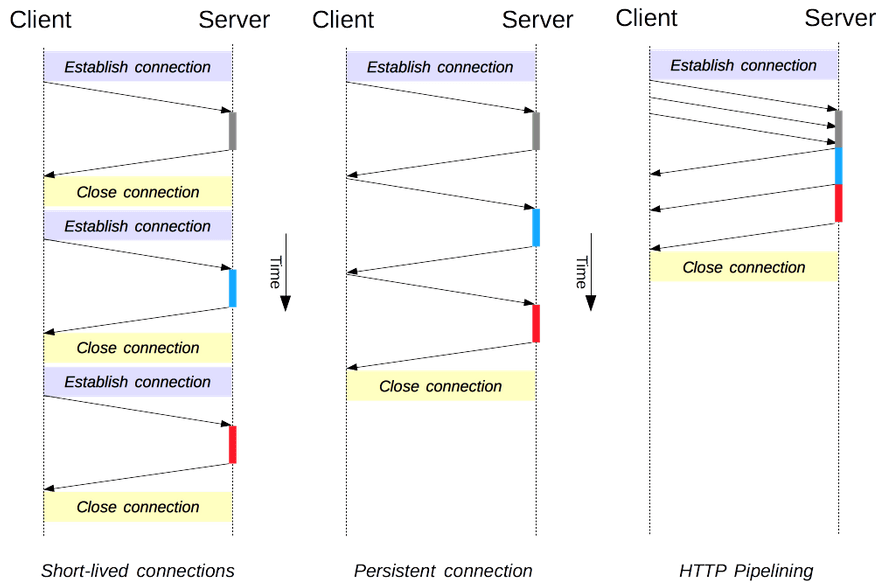 Client Server
Establish connection
Close connection
Establish connection
Close connection
Establish connection
Close connection
Short-lived connections
Time
Client Server
Establish connection
Close connection
Persistent connection
Time
Client Server
Establish connection
Close connection
HTTP Pipelining